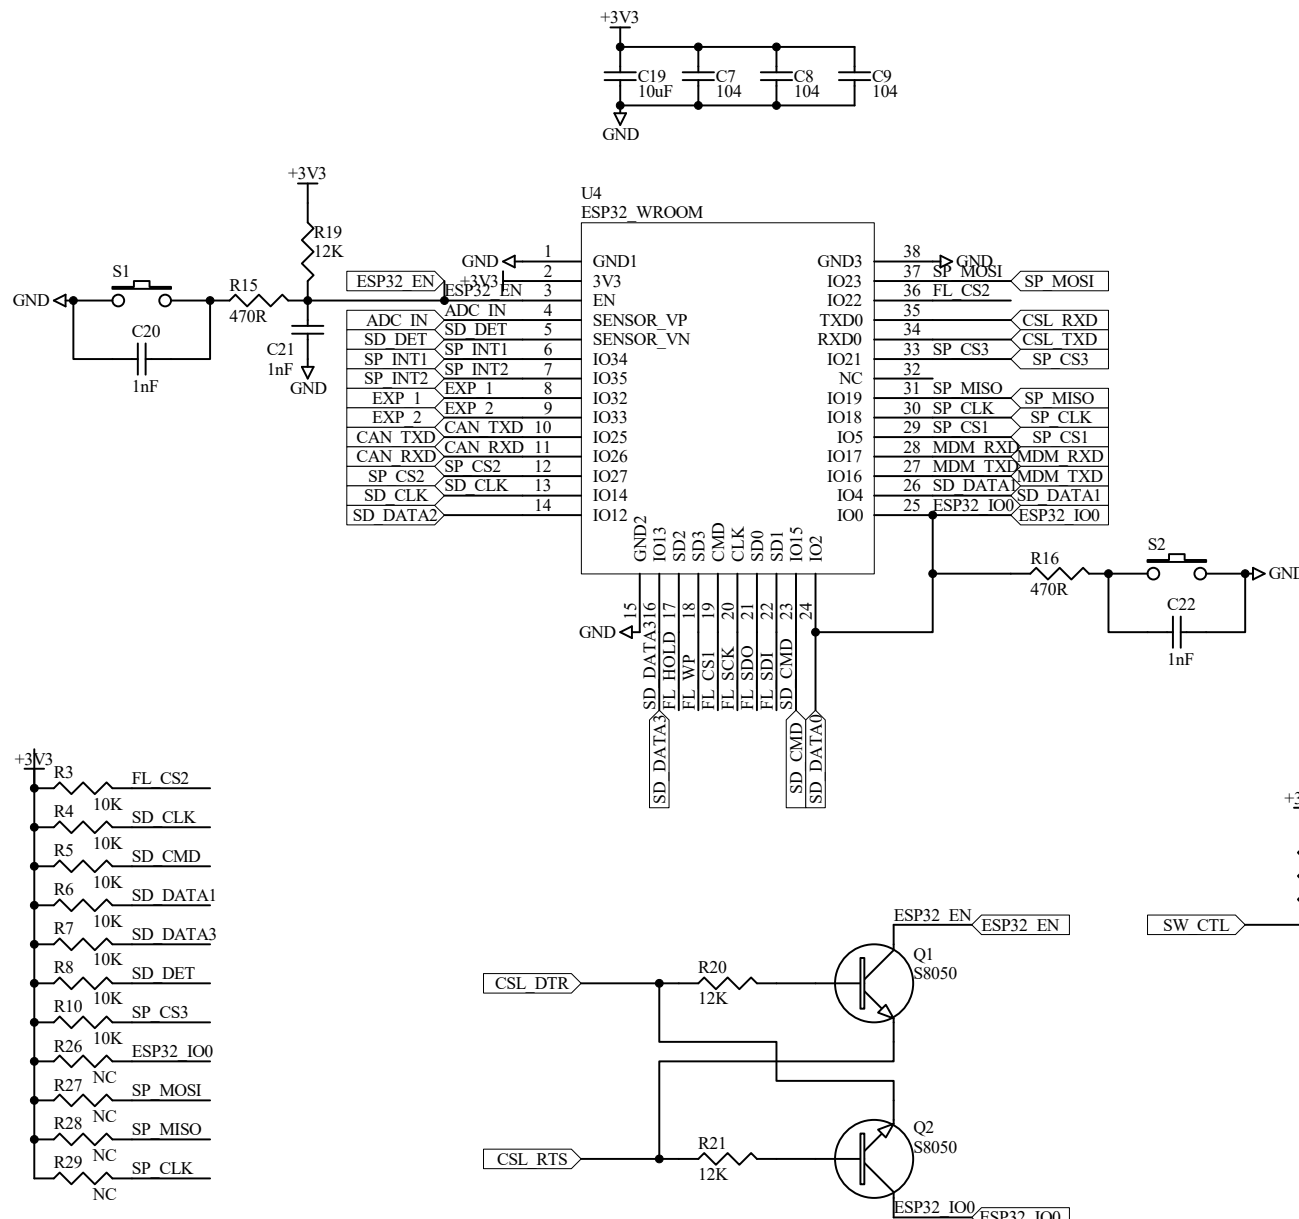 +3V3
C19
10uF
C7
104
C8
104
C9
104
GND
+3V3
R19
12K
S1
GND
R15
470R
C20
1nF
C21
1nF
GND
U4
ESP32_WROOM
GND 1 GND1
+3V3 2 3V3
ESP32_EN ESP32_EN 3 EN
ADC_IN ADC_IN 4 SENSOR_VP
SD_DET SD_DET 5 SENSOR_VN
SP_INT1 SP_INT1 6 IO34
SP_INT2 SP_INT2 7 IO35
EXP_1 EXP_1 8 IO32
EXP_2 EXP_2 9 IO33
CAN_TXD CAN_TXD 10 IO25
CAN_RXD CAN_RXD 11 IO26
SP_CS2 SP_CS2 12 IO27
SD_CLK SD_CLK 13 IO14
SD_DATA2 14 IO12
GND3 38 GND
IO23 37 SP_MOSI SP_MOSI
IO22 36 FL_CS2
TXD0 35 CSL_RXD
RXD0 34 CSL_TXD
IO21 33 SP_CS3 SP_CS3
NC 32
IO19 31 SP_MISO SP_MISO
IO18 30 SP_CLK SP_CLK
IO5 29 SP_CS1 SP_CS1
IO17 28 MDM_RXD MDM_RXD
IO16 27 MDM_TXD MDM_TXD
IO4 26 SD_DATA1 SD_DATA1
IO0 25 ESP32_IO0 ESP32_IO0
GND2 15 GND
IO13 16 SD_DATA3 SD_DATA3
SD2 17 FL_HOLD
SD3 18 FL_WP
CMD 19 FL_CS1
CLK 20 FL_SCK
SD0 21 FL_SDO
SD1 22 FL_SDI
IO15 23 SD_CMD SD_CMD
IO2 24 SD_DATA0
R16
470R
S2
GND
C22
1nF
+3V3
R3 10K FL_CS2
R4 10K SD_CLK
R5 10K SD_CMD
R6 10K SD_DATA1
R7 10K SD_DATA3
R8 10K SD_DET
R10 10K SP_CS3
R26 NC ESP32_IO0
R27 NC SP_MOSI
R28 NC SP_MISO
R29 NC SP_CLK
ESP32_EN ESP32_EN
Q1
S8050
CSL_DTR
R20
12K
CSL_RTS
R21
12K
Q2
S8050
ESP32_IO0 ESP32_IO0
SW_CTL